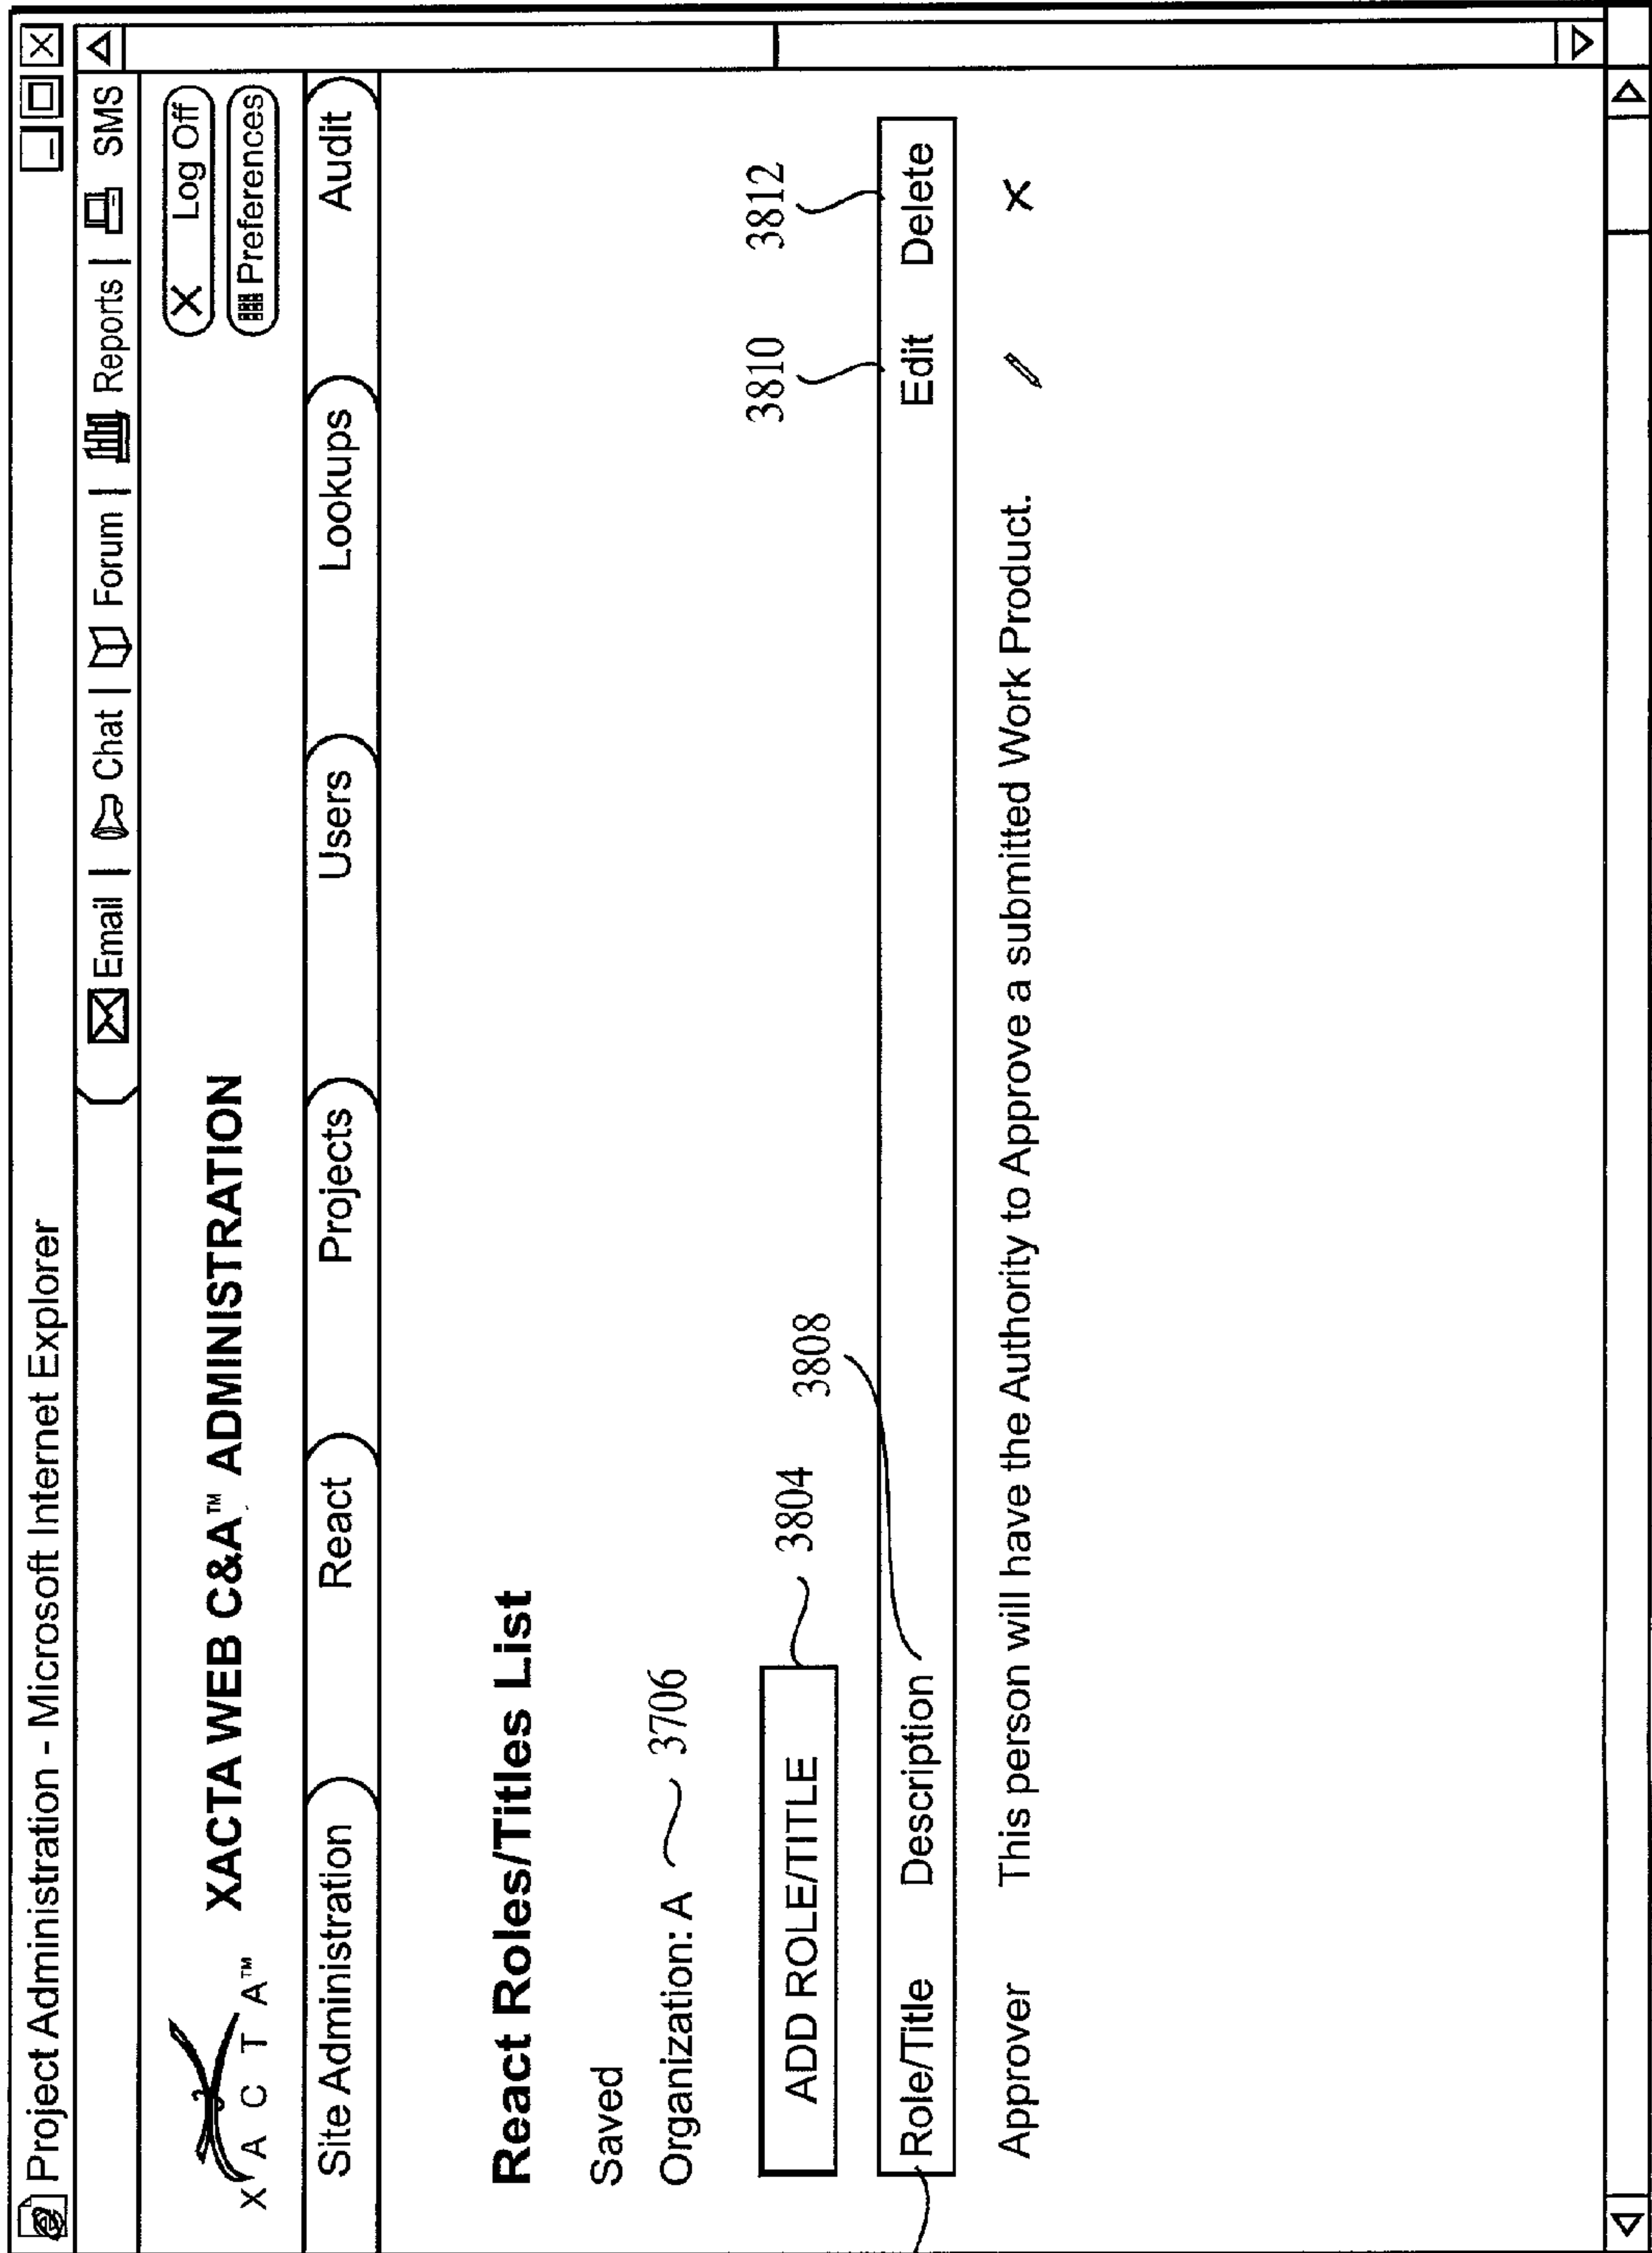 Project Administration - Microsoft Internet Explorer
Email | Chat | Forum | Reports | SMS
X A C T A™
XACTA WEB C&A™ ADMINISTRATION
X Log Off
Preferences
Site Administration React Projects Users Lookups Audit
React Roles/Titles List
Saved
Organization: A 3706
ADD ROLE/TITLE 3804
3808 3810 3812
Role/Title Description Edit Delete
Approver This person will have the Authority to Approve a submitted Work Product. X